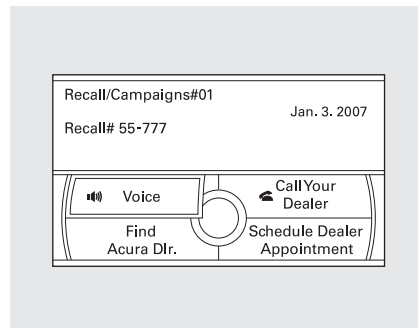 Recall/Campaigns#01
Jan. 3. 2007
Recall# 55-777
Voice
Call Your
Dealer
Find
Acura Dlr.
Schedule Dealer
Appointment